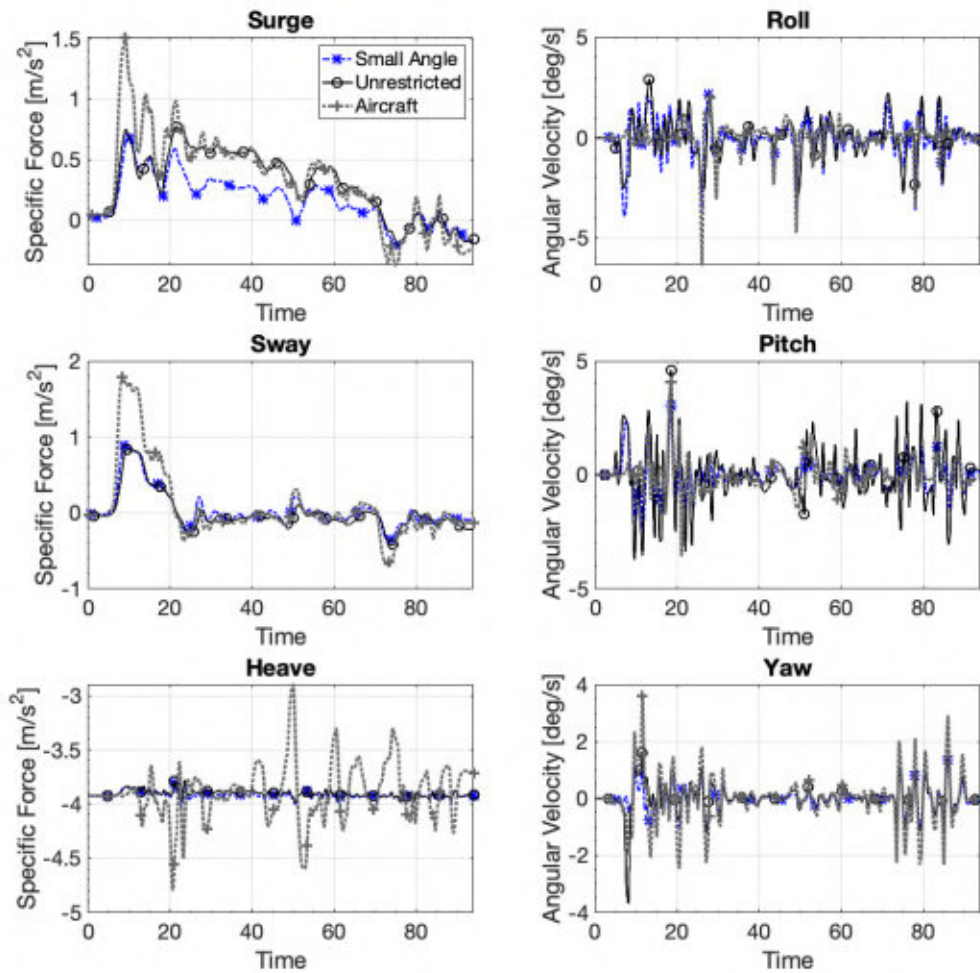 Surge
Specific Force [m/s²]
1.5
1
0.5
0
0 20 40 60 80
Time
Small Angle
Unrestricted
Aircraft
Roll
Angular Velocity [deg/s]
5
0
-5
0 20 40 60 80
Time
Sway
Specific Force [m/s²]
2
1
0
-1
0 20 40 60 80
Time
Pitch
Angular Velocity [deg/s]
5
0
-5
0 20 40 60 80
Time
Heave
Specific Force [m/s²]
-3
-3.5
-4
-4.5
-5
0 20 40 60 80
Time
Yaw
Angular Velocity [deg/s]
4
2
0
-2
-4
0 20 40 60 80
Time